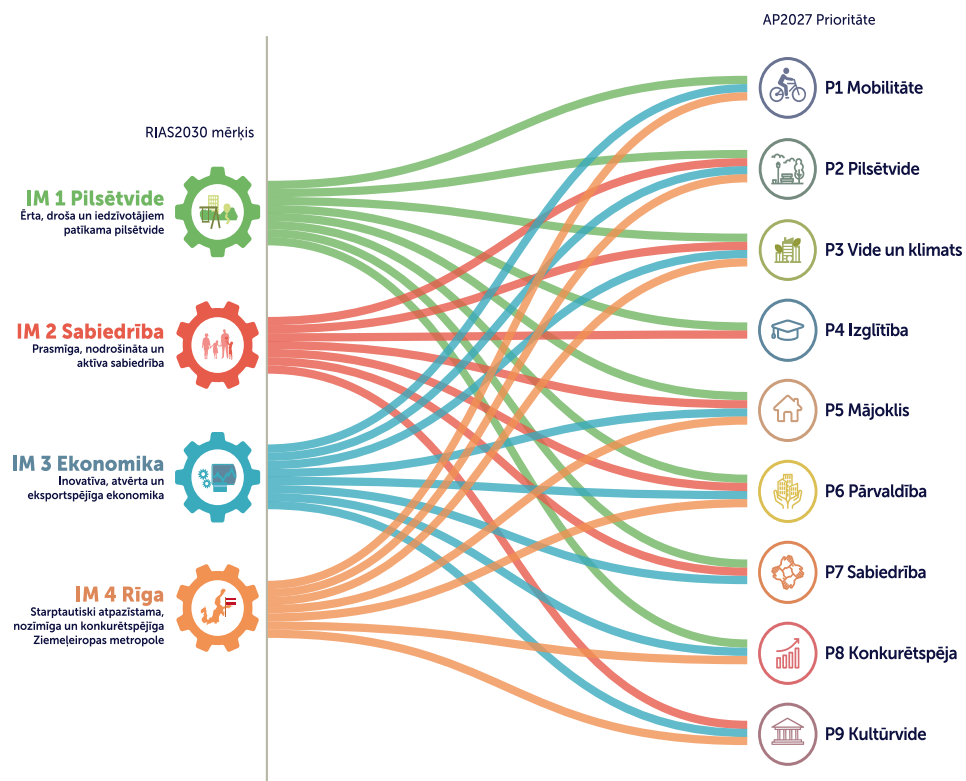 AP2027 Prioritāte
RIAS2030 mērķis
IM 1 Pilsētvide
Ērta, droša un iedzīvotājiem
patīkama pilsētvide
IM 2 Sabiedrība
Prasmīga, nodrošināta un
aktīva sabiedrība
IM 3 Ekonomika
Inovatīva, atvērta un
eksportspējīga ekonomika
IM 4 Rīga
Starptautiski atpazīstama,
nozīmīga un konkurētspējīga
Ziemeļeiropas metropole
P1 Mobilitāte
P2 Pilsētvide
P3 Vide un klimats
P4 Izglītība
P5 Mājoklis
P6 Pārvaldība
P7 Sabiedrība
P8 Konkurētspēja
P9 Kultūrvide